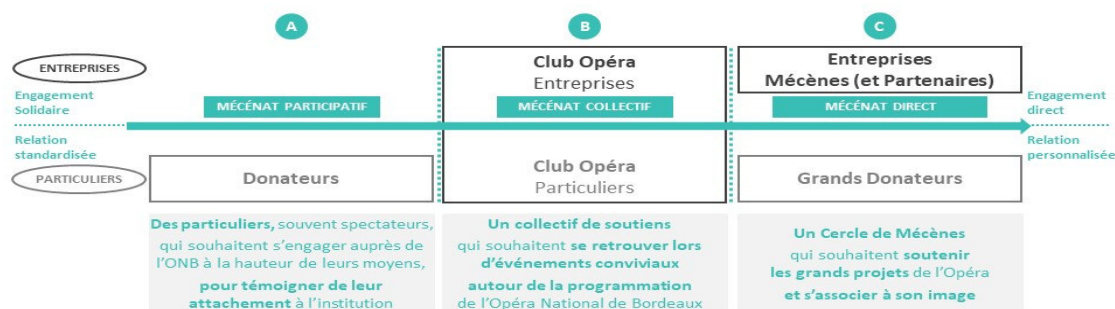 A
B
C
ENTREPRISES
Club Opéra
Entreprises
Entreprises
Mécènes (et Partenaires)
Engagement
Solidaire
MÉCÉNAT PARTICIPATIF
MÉCÉNAT COLLECTIF
MÉCÉNAT DIRECT
Engagement
direct
Relation
standardisée
Relation
personnalisée
PARTICULIERS
Donateurs
Club Opéra
Particuliers
Grands Donateurs
Des particuliers, souvent spectateurs,
qui souhaitent s’engager auprès de
l’ONB à la hauteur de leurs moyens,
pour témoigner de leur
attachement à l’institution
Un collectif de soutiens
qui souhaitent se retrouver lors
d’événements conviviaux
autour de la programmation
de l’Opéra National de Bordeaux
Un Cercle de Mécènes
qui souhaitent soutenir
les grands projets de l’Opéra
et s’associer à son image